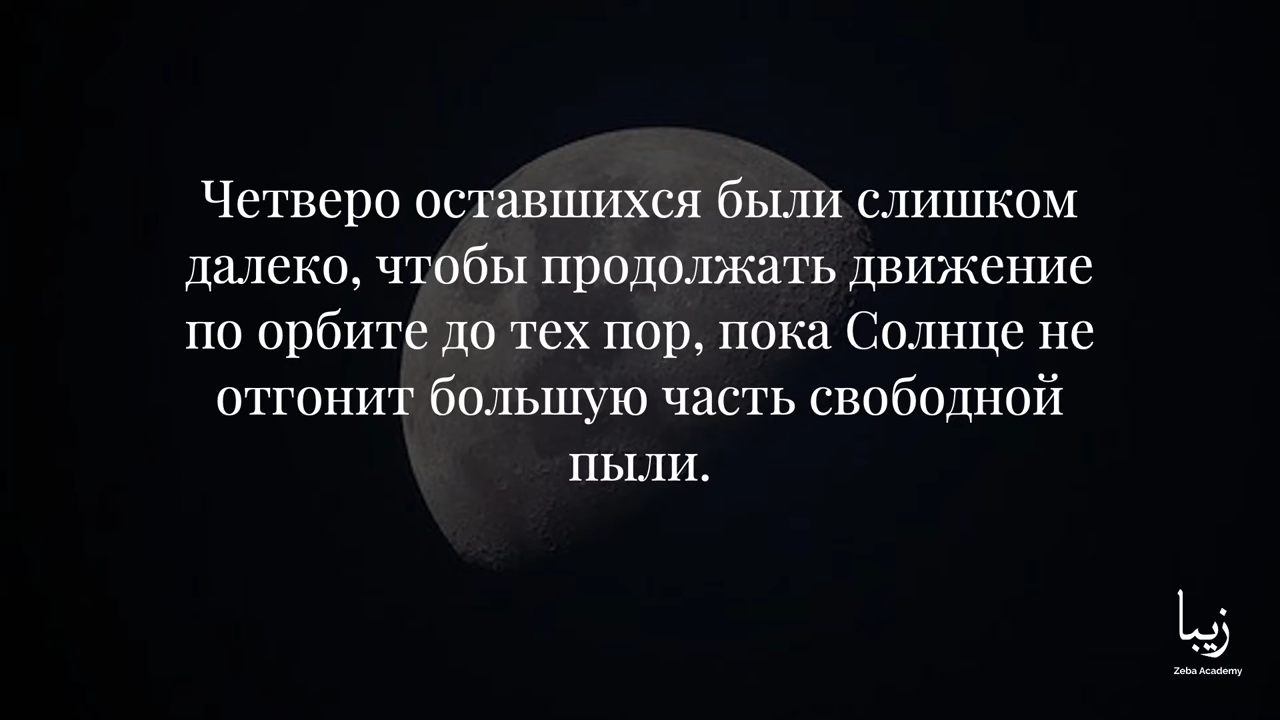 Четверо оставшихся были слишком
далеко, чтобы продолжать движение
по орбите до тех пор, пока Солнце не
отгонит большую часть свободной
пыли.
زيبا
Zeba Academy